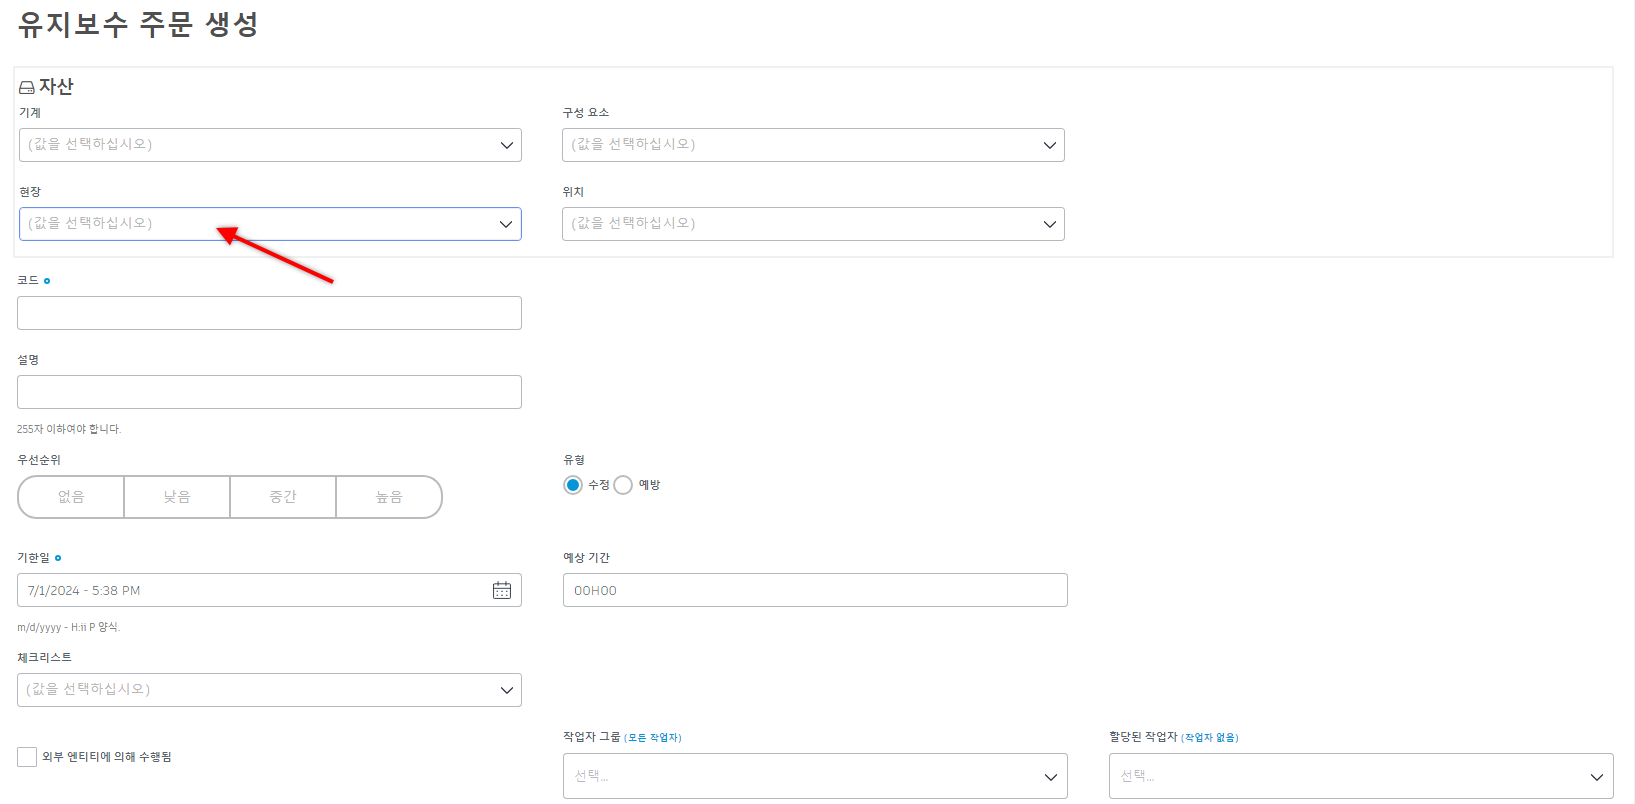 유지보수 주문 생성
자산
기계
구성 요소
(값을 선택하십시오)
(값을 선택하십시오)
현장
위치
(값을 선택하십시오)
(값을 선택하십시오)
코드
설명
255자 이하여야 합니다.
우선순위
유형
없음
낮음
중간
높음
수정
예방
기한일
예상 기간
7/1/2024 - 5:38 PM
00H00
m/d/yyyy - H:ii P 양식.
체크리스트
(값을 선택하십시오)
외부 엔티티에 의해 수행됨
작업자 그룹 (모든 작업자)
할당된 작업자 (작업자 없음)
선택...
선택...